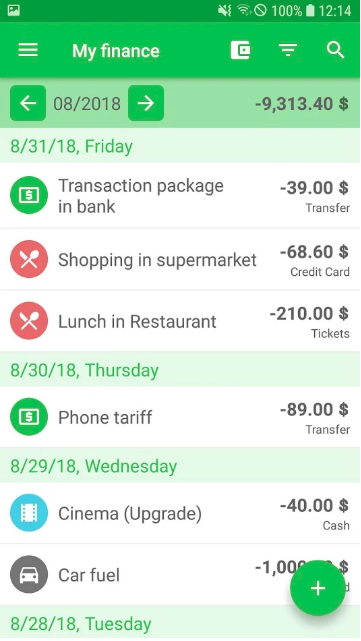 100% 12:14
My finance
08/2018 -9,313.40 $
8/31/18, Friday
Transaction package
in bank
-39.00 $
Transfer
Shopping in supermarket
-68.60 $
Credit Card
Lunch in Restaurant
-210.00 $
Tickets
8/30/18, Thursday
Phone tariff
-89.00 $
Transfer
8/29/18, Wednesday
Cinema (Upgrade)
-40.00 $
Cash
Car fuel
8/28/18, Tuesday